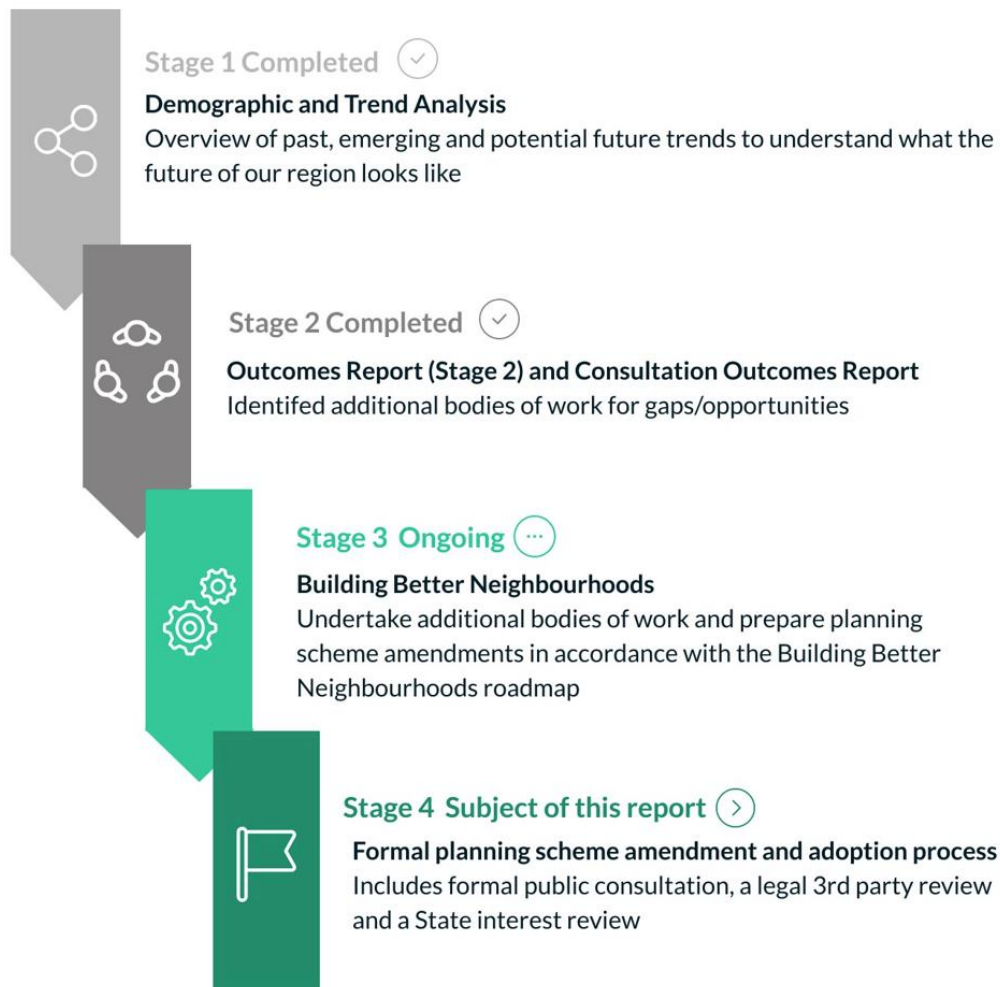 Stage 1 Completed
Demographic and Trend Analysis
Overview of past, emerging and potential future trends to understand what the
future of our region looks like
Stage 2 Completed
Outcomes Report (Stage 2) and Consultation Outcomes Report
Identifed additional bodies of work for gaps/opportunities
Stage 3 Ongoing
Building Better Neighbourhoods
Undertake additional bodies of work and prepare planning
scheme amendments in accordance with the Building Better
Neighbourhoods roadmap
Stage 4 Subject of this report
Formal planning scheme amendment and adoption process
Includes formal public consultation, a legal 3rd party review
and a State interest review